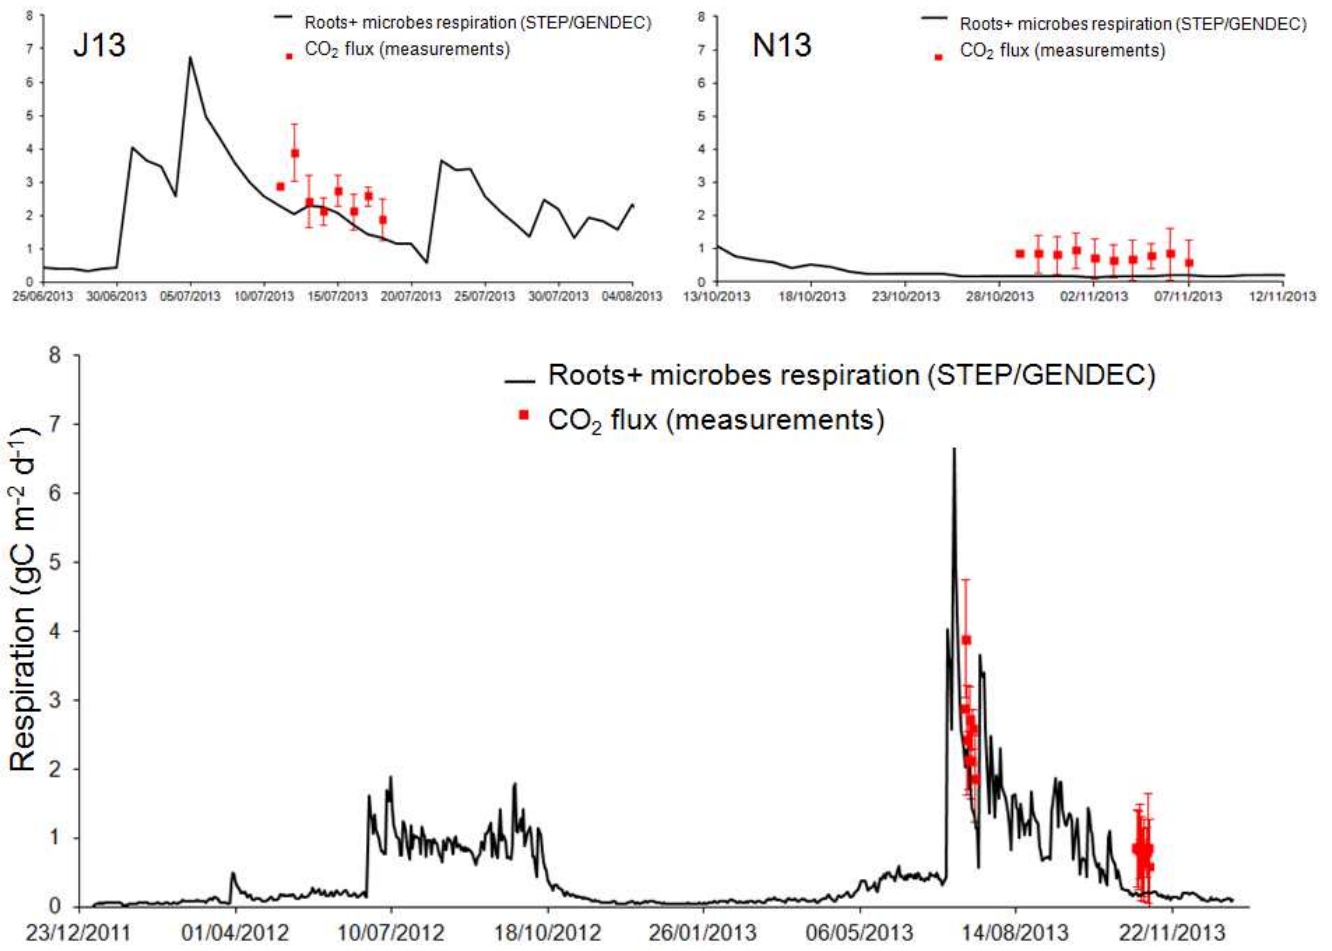 J13
Roots+ microbes respiration (STEP/GENDEC)
CO2 flux (measurements)
8
7
6
5
4
3
2
1
0
25/06/2013 30/06/2013 05/07/2013 10/07/2013 15/07/2013 20/07/2013 25/07/2013 30/07/2013 04/08/2013
N13
Roots+ microbes respiration (STEP/GENDEC)
CO2 flux (measurements)
8
7
6
5
4
3
2
1
0
13/10/2013 18/10/2013 23/10/2013 28/10/2013 02/11/2013 07/11/2013 12/11/2013
Roots+ microbes respiration (STEP/GENDEC)
CO2 flux (measurements)
Respiration (gC m-2 d-1)
8
7
6
5
4
3
2
1
0
23/12/2011 01/04/2012 10/07/2012 18/10/2012 26/01/2013 06/05/2013 14/08/2013 22/11/2013